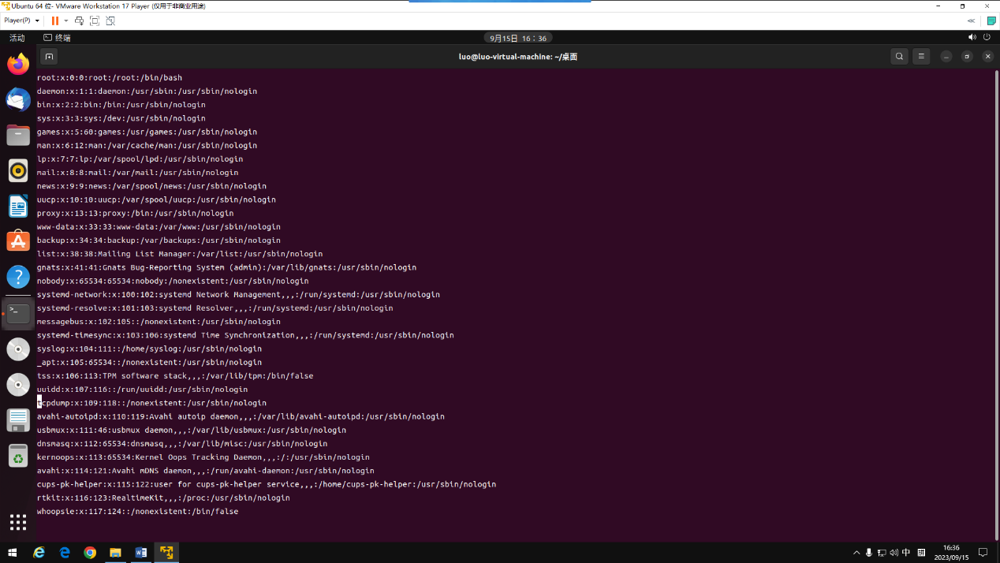 Ubuntu 64 位- VMware Workstation 17 Player (仅用于非商业用途)
Player(P)
活动 终端 9月15日 16:36
luo@luo-virtual-machine: ~/桌面
root:x:0:0:root:/root:/bin/bash
daemon:x:1:1:daemon:/usr/sbin:/usr/sbin/nologin
bin:x:2:2:bin:/bin:/usr/sbin/nologin
sys:x:3:3:sys:/dev:/usr/sbin/nologin
games:x:5:60:games:/usr/games:/usr/sbin/nologin
man:x:6:12:man:/var/cache/man:/usr/sbin/nologin
lp:x:7:7:lp:/var/spool/lpd:/usr/sbin/nologin
mail:x:8:8:mail:/var/mail:/usr/sbin/nologin
news:x:9:9:news:/var/spool/news:/usr/sbin/nologin
uucp:x:10:10:uucp:/var/spool/uucp:/usr/sbin/nologin
proxy:x:13:13:proxy:/bin:/usr/sbin/nologin
www-data:x:33:33:www-data:/var/www:/usr/sbin/nologin
backup:x:34:34:backup:/var/backups:/usr/sbin/nologin
list:x:38:38:Mailing List Manager:/var/list:/usr/sbin/nologin
gnats:x:41:41:Gnats Bug-Reporting System (admin):/var/lib/gnats:/usr/sbin/nologin
nobody:x:65534:65534:nobody:/nonexistent:/usr/sbin/nologin
systemd-network:x:100:102:systemd Network Management,,,:/run/systemd:/usr/sbin/nologin
systemd-resolve:x:101:103:systemd Resolver,,,:/run/systemd:/usr/sbin/nologin
messagebus:x:102:105::/nonexistent:/usr/sbin/nologin
systemd-timesync:x:103:106:systemd Time Synchronization,,,:/run/systemd:/usr/sbin/nologin
syslog:x:104:111::/home/syslog:/usr/sbin/nologin
_apt:x:105:65534::/nonexistent:/usr/sbin/nologin
tss:x:106:113:TPM software stack,,,:/var/lib/tpm:/bin/false
uuidd:x:107:116::/run/uuidd:/usr/sbin/nologin
tcpdump:x:109:118::/nonexistent:/usr/sbin/nologin
avahi-autoipd:x:110:119:Avahi autoip daemon,,,:/var/lib/avahi-autoipd:/usr/sbin/nologin
usbmux:x:111:46:usbmux daemon,,,:/var/lib/usbmux:/usr/sbin/nologin
dnsmasq:x:112:65534:dnsmasq,,,:/var/lib/misc:/usr/sbin/nologin
kernoops:x:113:65534:Kernel Oops Tracking Daemon,,,:/:/usr/sbin/nologin
avahi:x:114:121:Avahi mDNS daemon,,,:/run/avahi-daemon:/usr/sbin/nologin
cups-pk-helper:x:115:122:user for cups-pk-helper service,,,:/home/cups-pk-helper:/usr/sbin/nologin
rtkit:x:116:123:RealtimeKit,,,:/proc:/usr/sbin/nologin
whoopsie:x:117:124::/nonexistent:/bin/false
中 16:36
2023/09/15